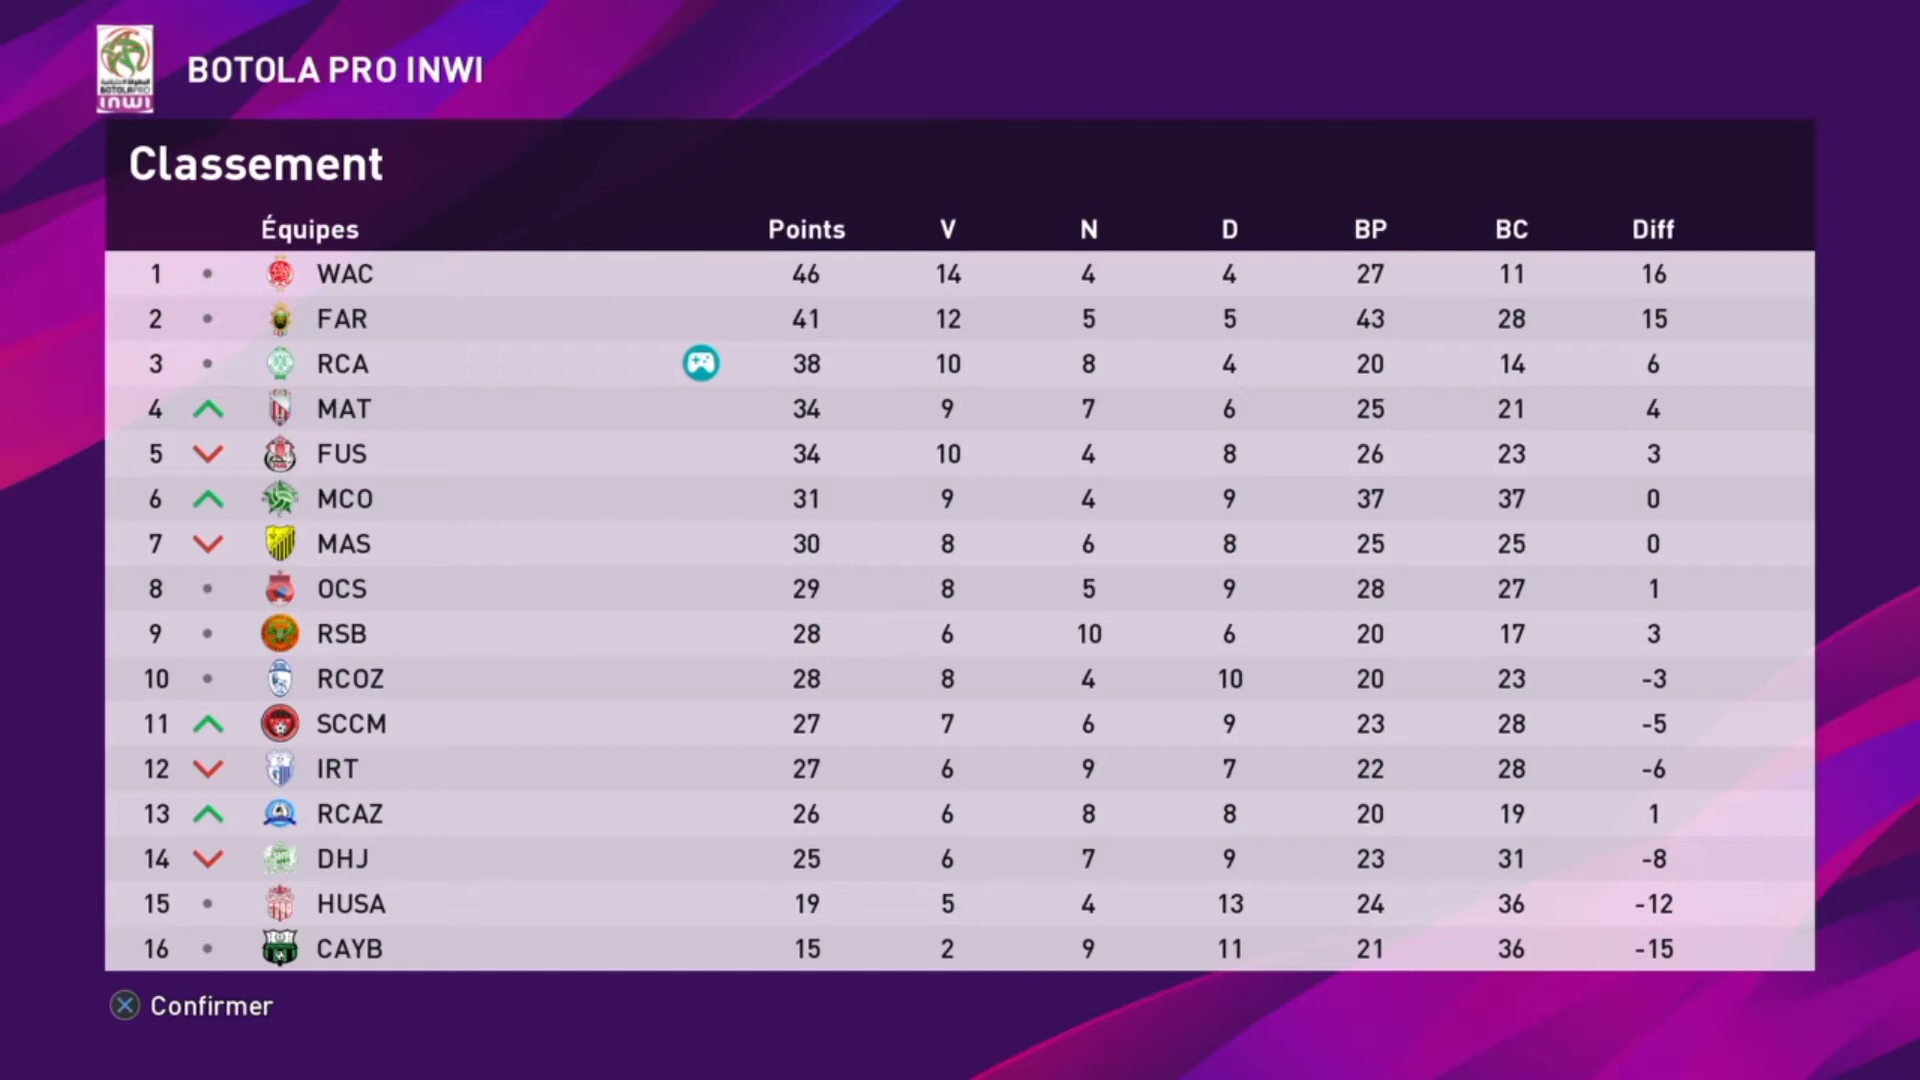 BOTOLA PRO INWI
BOTOLAPRO
inwi
Classement
Équipes Points V N D BP BC Diff
1 WAC 46 14 4 4 27 11 16
2 FAR 41 12 5 5 43 28 15
3 RCA 38 10 8 4 20 14 6
4 MAT 34 9 7 6 25 21 4
5 FUS 34 10 4 8 26 23 3
6 MCO 31 9 4 9 37 37 0
7 MAS 30 8 6 8 25 25 0
8 OCS 29 8 5 9 28 27 1
9 RSB 28 6 10 6 20 17 3
10 RCOZ 28 8 4 10 20 23 -3
11 SCCM 27 7 6 9 23 28 -5
12 IRT 27 6 9 7 22 28 -6
13 RCAZ 26 6 8 8 20 19 1
14 DHJ 25 6 7 9 23 31 -8
15 HUSA 19 5 4 13 24 36 -12
16 CAYB 15 2 9 11 21 36 -15
Confirmer